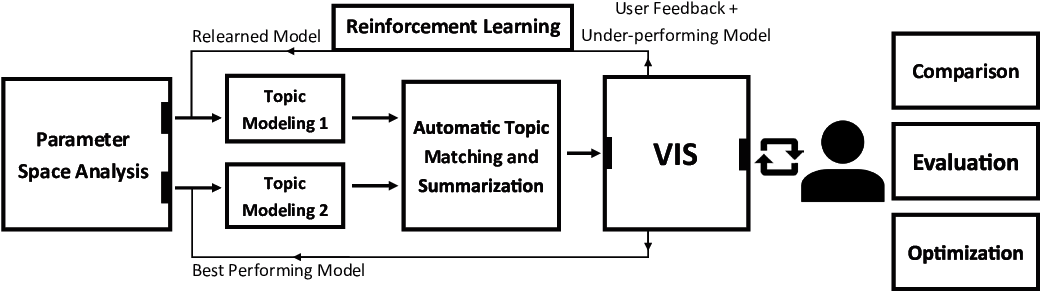 Reinforcement Learning
User Feedback +
Under-performing Model
Relearned Model
Parameter
Space Analysis
Topic
Modeling 1
Topic
Modeling 2
Automatic Topic
Matching and
Summarization
VIS
Comparison
Evaluation
Optimization
Best Performing Model